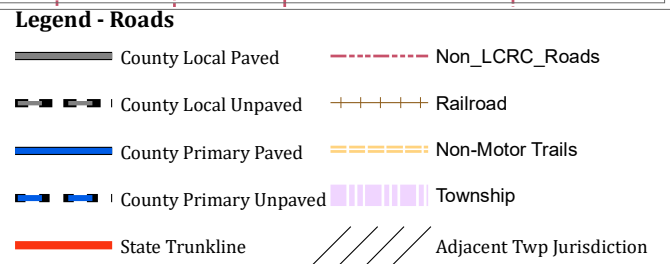 Legend - Roads
County Local Paved
County Local Unpaved
County Primary Paved
County Primary Unpaved
State Trunkline
Non_LCRC_Roads
Railroad
Non-Motor Trails
Township
Adjacent Twp Jurisdiction